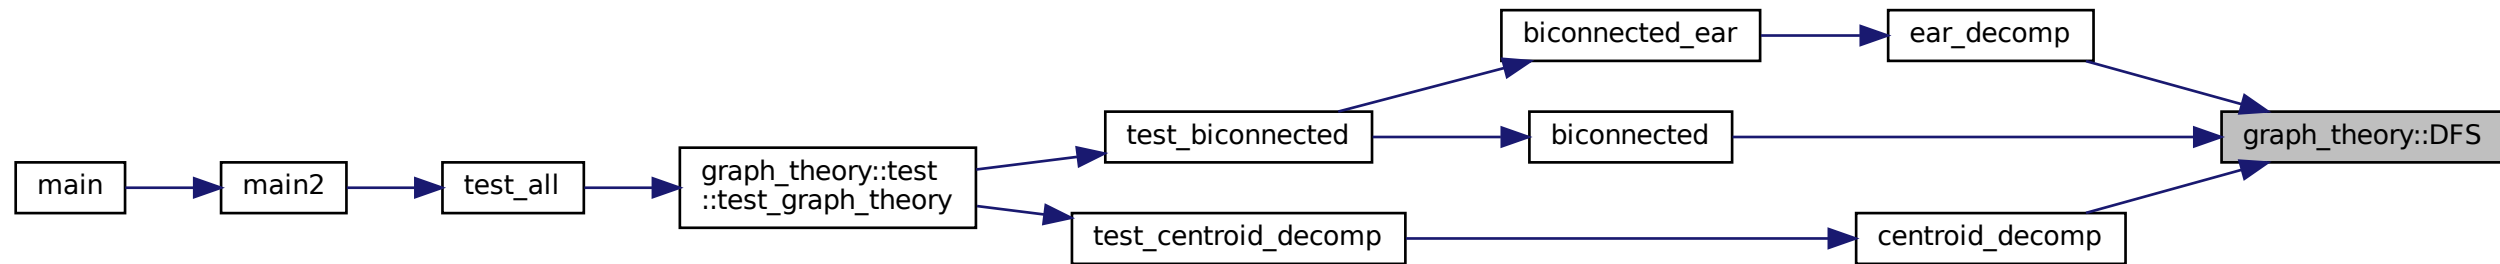 biconnected_ear
ear_decomp
test_biconnected
biconnected
graph_theory::DFS
main
main2
test_all
graph_theory::test
::test_graph_theory
test_centroid_decomp
centroid_decomp